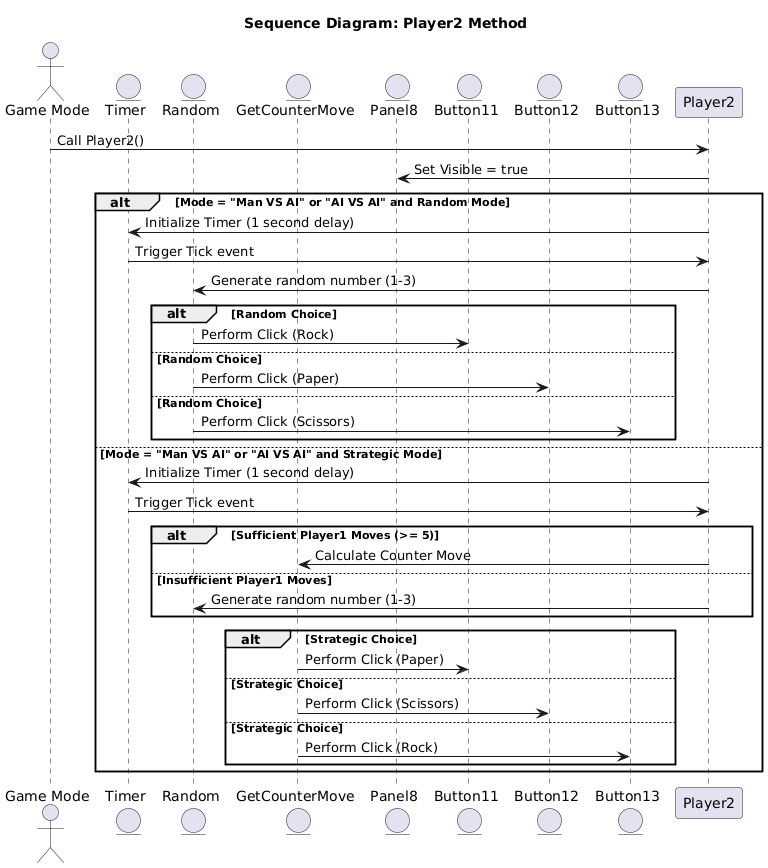 Sequence Diagram: Player2 Method
Game Mode Timer Random GetCounterMove Panel8 Button11 Button12 Button13 Player2
Call Player2()
Set Visible = true
alt [Mode = "Man VS AI" or "AI VS AI" and Random Mode]
Initialize Timer (1 second delay)
Trigger Tick event
Generate random number (1-3)
alt [Random Choice]
Perform Click (Rock)
[Random Choice]
Perform Click (Paper)
[Random Choice]
Perform Click (Scissors)
[Mode = "Man VS AI" or "AI VS AI" and Strategic Mode]
Initialize Timer (1 second delay)
Trigger Tick event
alt [Sufficient Player1 Moves (>= 5)]
Calculate Counter Move
[Insufficient Player1 Moves]
Generate random number (1-3)
alt [Strategic Choice]
Perform Click (Paper)
[Strategic Choice]
Perform Click (Scissors)
[Strategic Choice]
Perform Click (Rock)
Game Mode Timer Random GetCounterMove Panel8 Button11 Button12 Button13 Player2